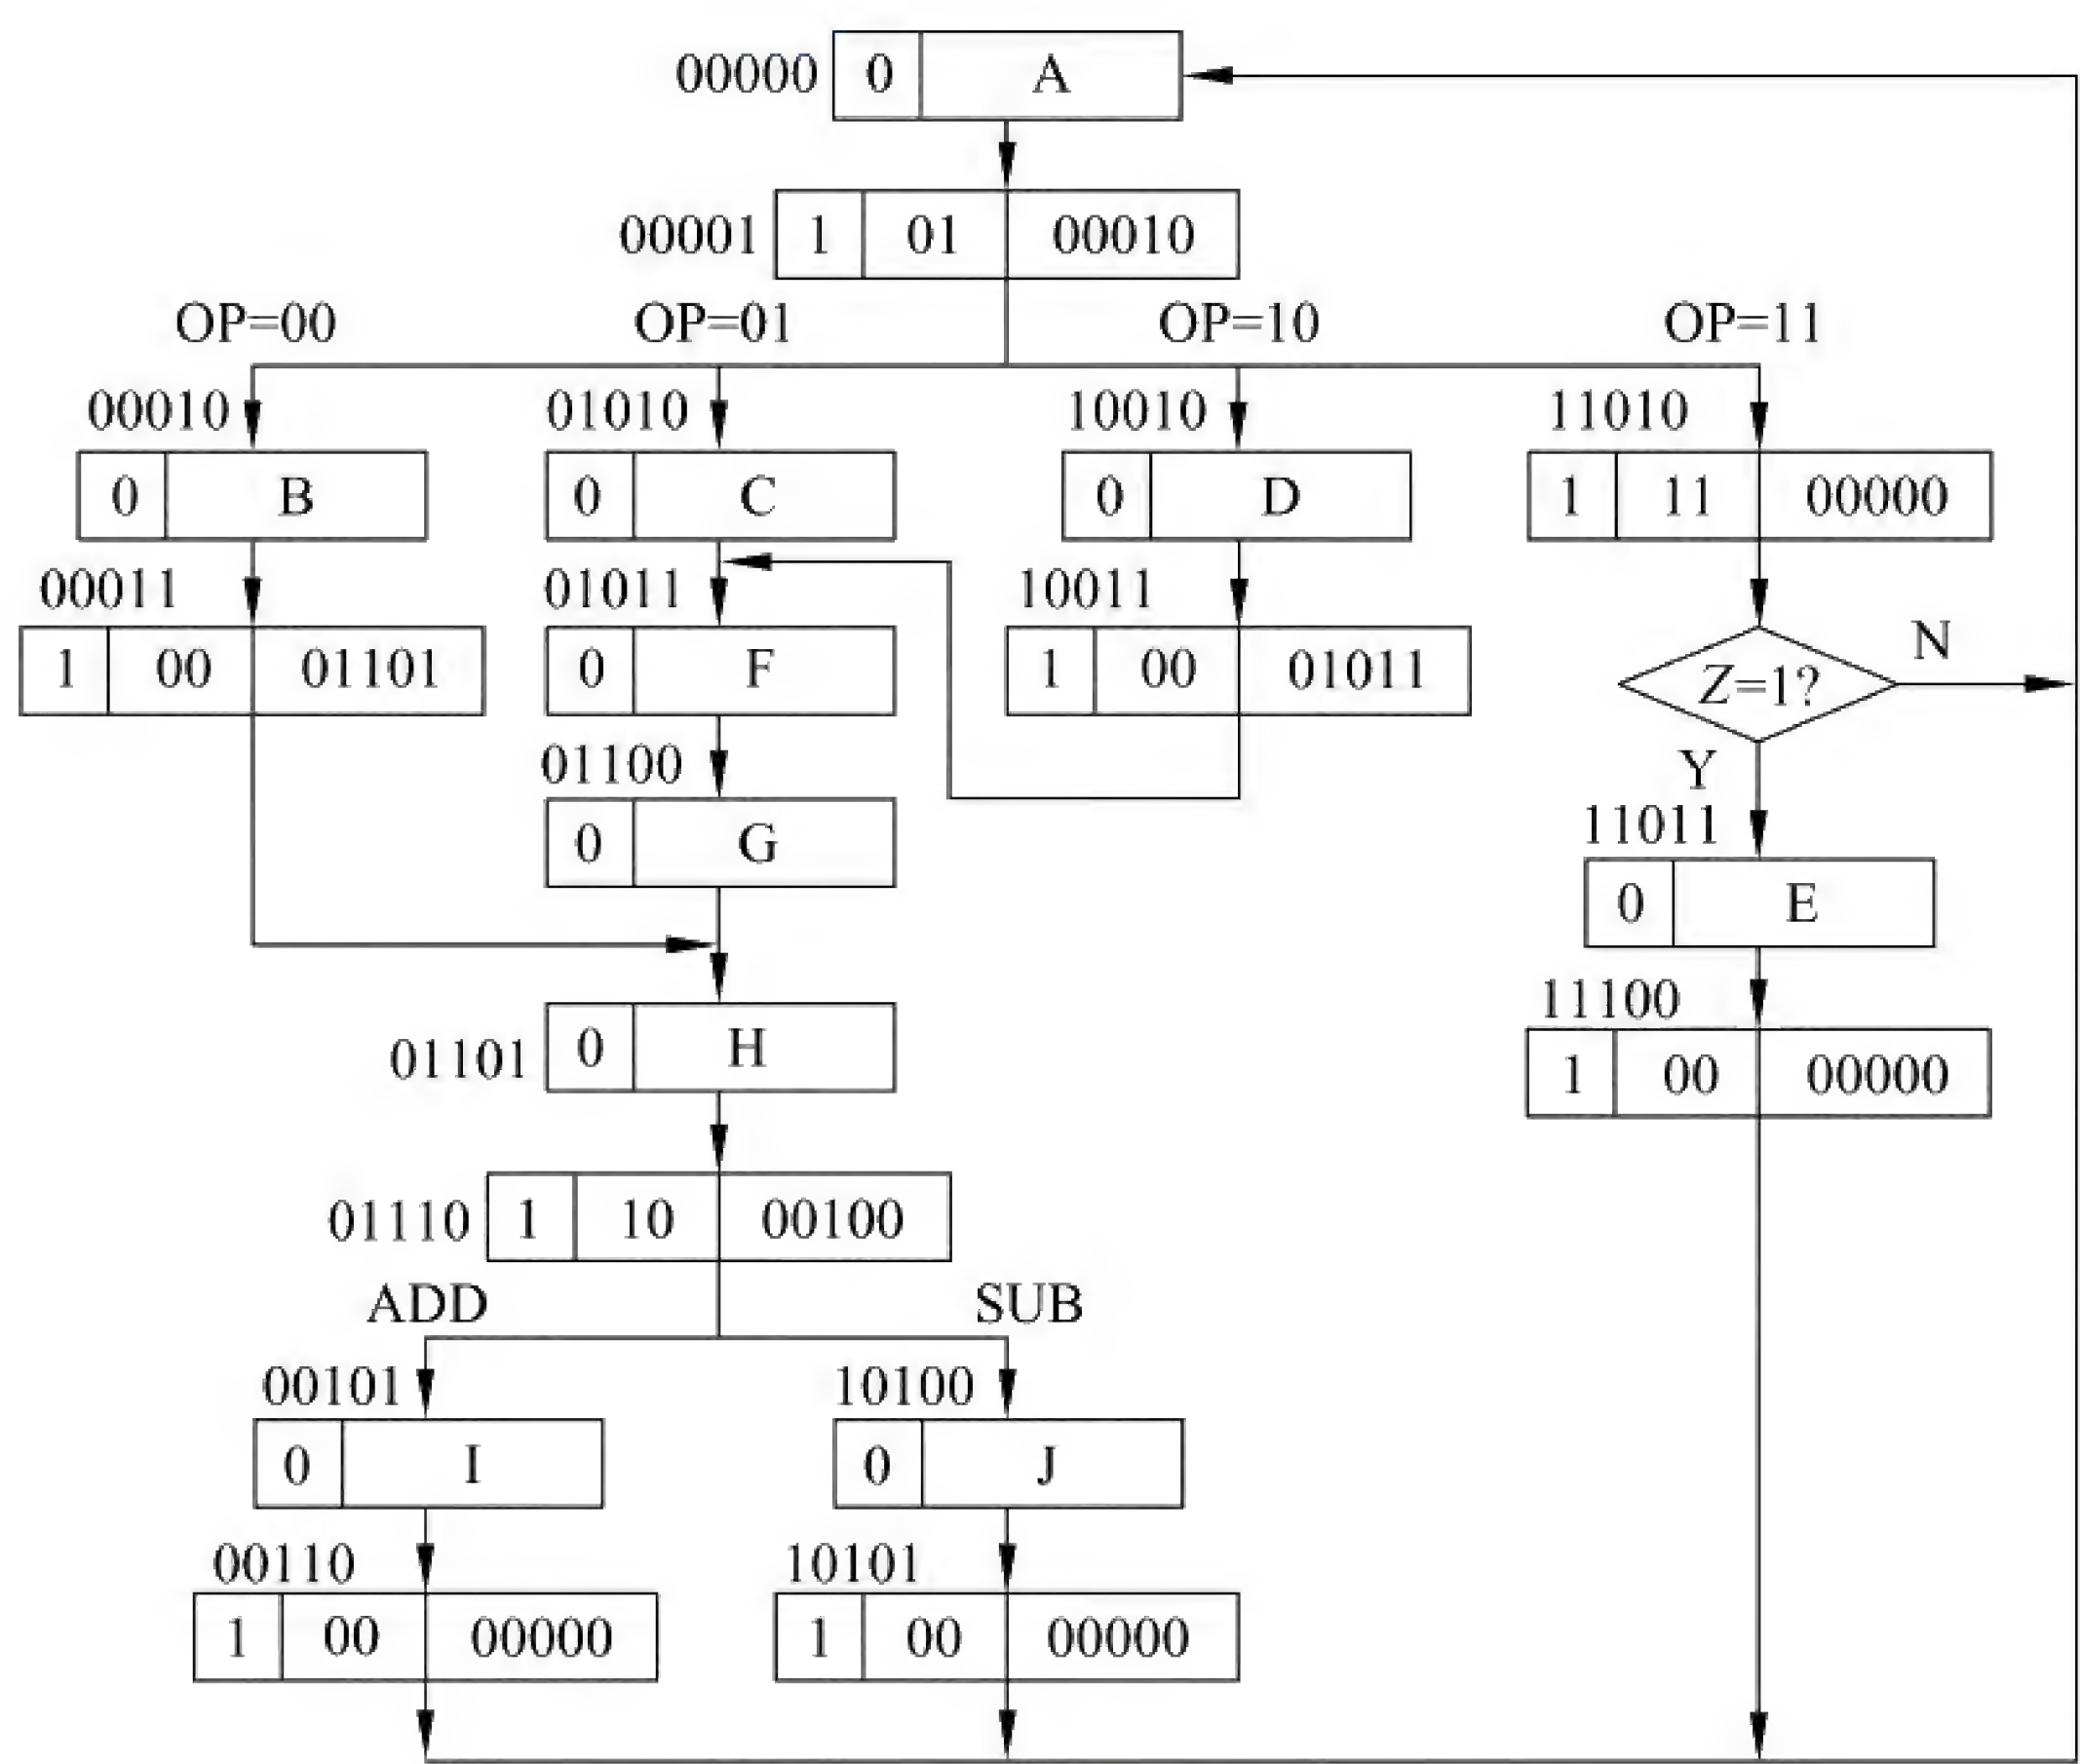 00000 0 A
00001 1 01 00010
OP=00 OP=01 OP=10 OP=11
00010 01010 10010 11010
0 B 0 C 0 D 1 11 00000
00011 01011 10011
1 00 01101 0 F 1 00 01011 Z=1? N
01100 Y
0 G 11011
0 E
11100
01101 0 H 1 00 00000
01110 1 10 00100
ADD SUB
00101 10100
0 I 0 J
00110 10101
1 00 00000 1 00 00000